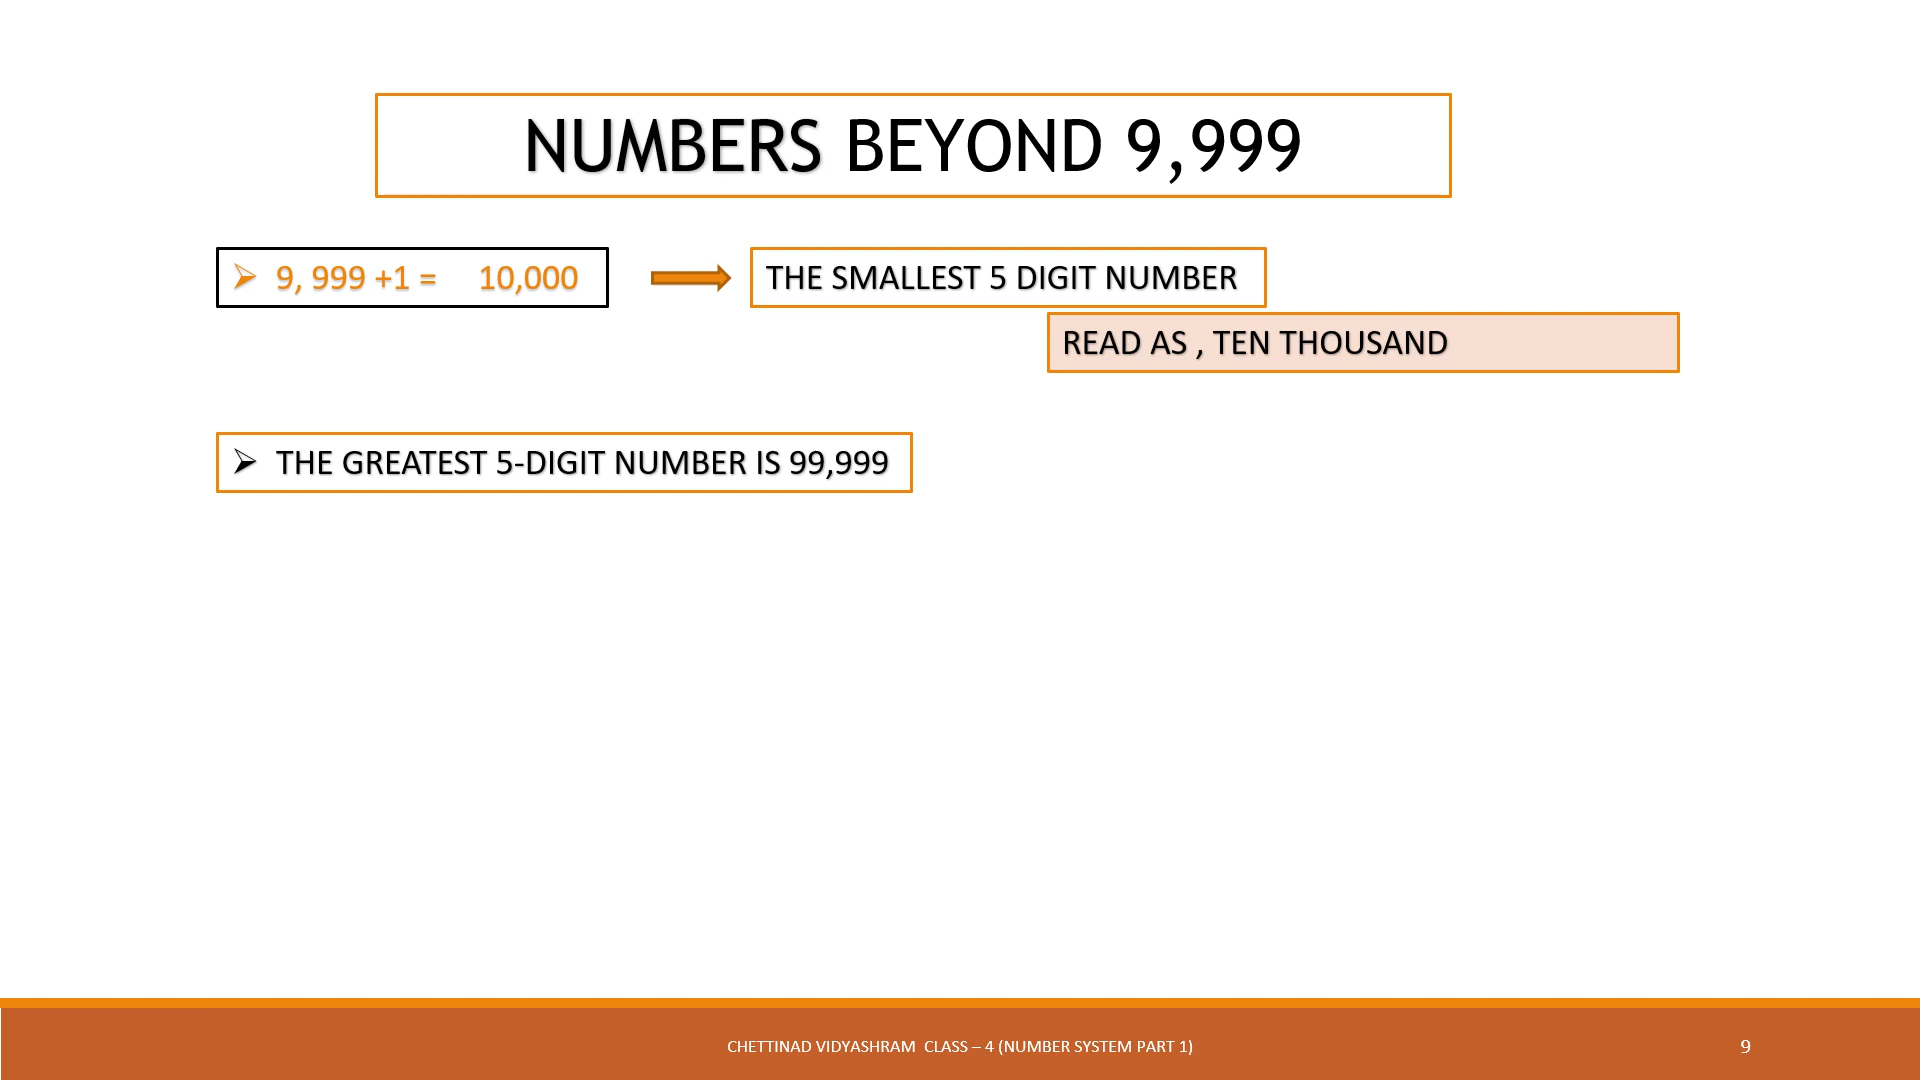 NUMBERS BEYOND 9,999
➢ 9, 999 +1 = 10,000
THE SMALLEST 5 DIGIT NUMBER
READ AS , TEN THOUSAND
➢ THE GREATEST 5-DIGIT NUMBER IS 99,999
CHETTINAD VIDYASHRAM CLASS – 4 (NUMBER SYSTEM PART 1)
9